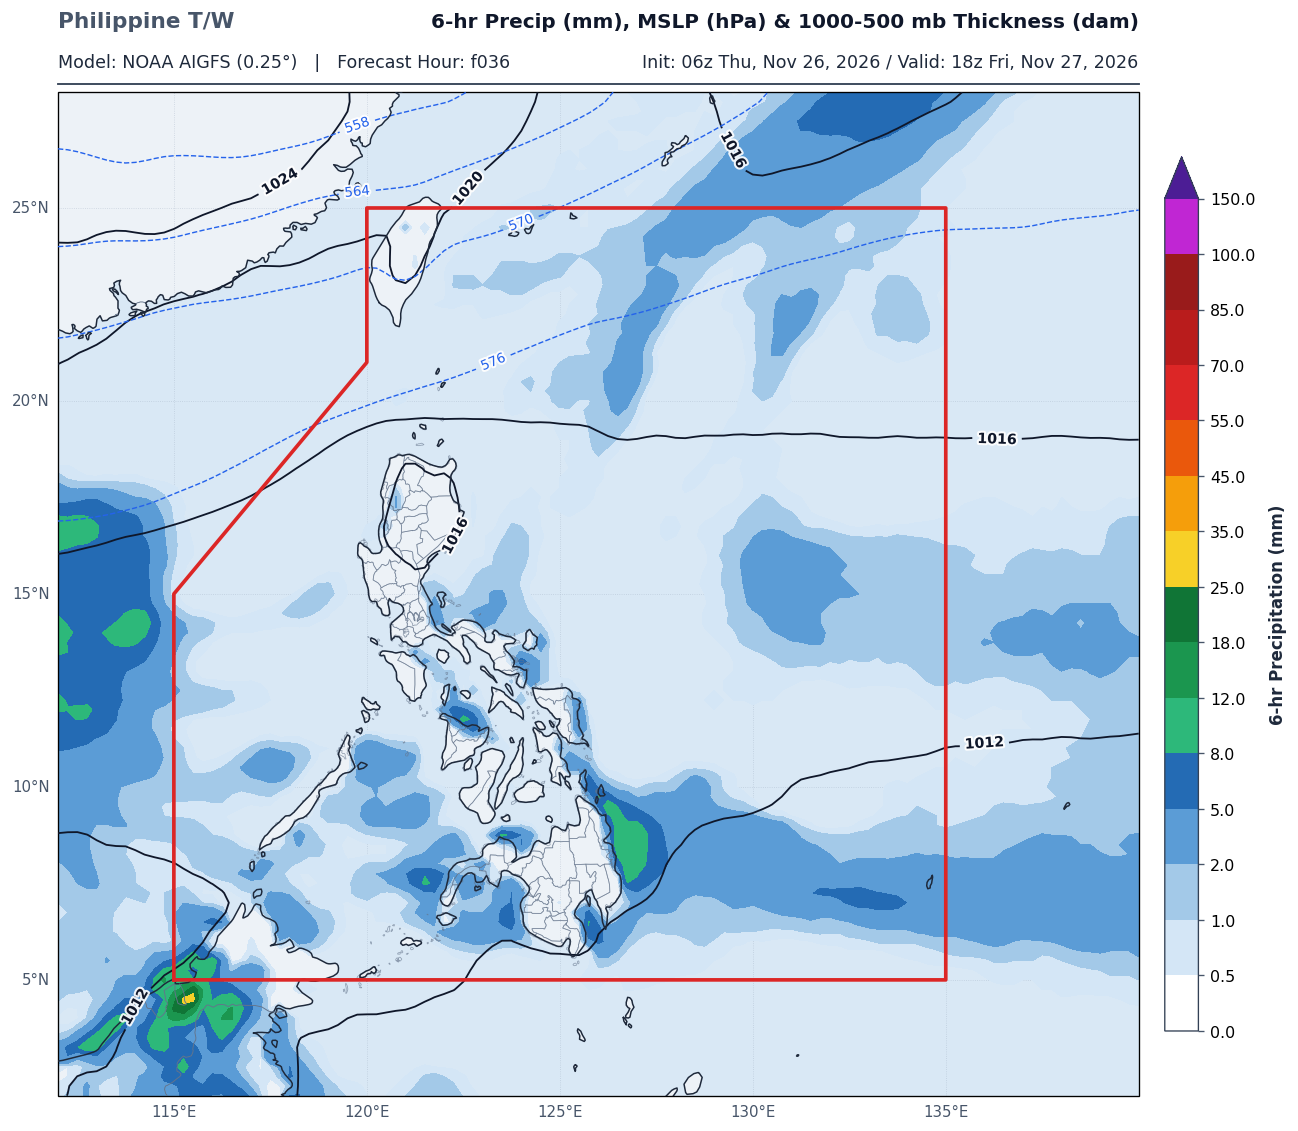 Philippine T/W
6-hr Precip (mm), MSLP (hPa) & 1000-500 mb Thickness (dam)
Model: NOAA AIGFS (0.25°) | Forecast Hour: f036
Init: 06z Thu, Nov 26, 2026 / Valid: 18z Fri, Nov 27, 2026
558
1016
1024
564
1020
570
576
1016
1016
1012
1012
25°N
20°N
15°N
10°N
5°N
115°E
120°E
125°E
130°E
135°E
150.0
100.0
85.0
70.0
55.0
45.0
35.0
25.0
18.0
12.0
8.0
5.0
2.0
1.0
0.5
0.0
6-hr Precipitation (mm)